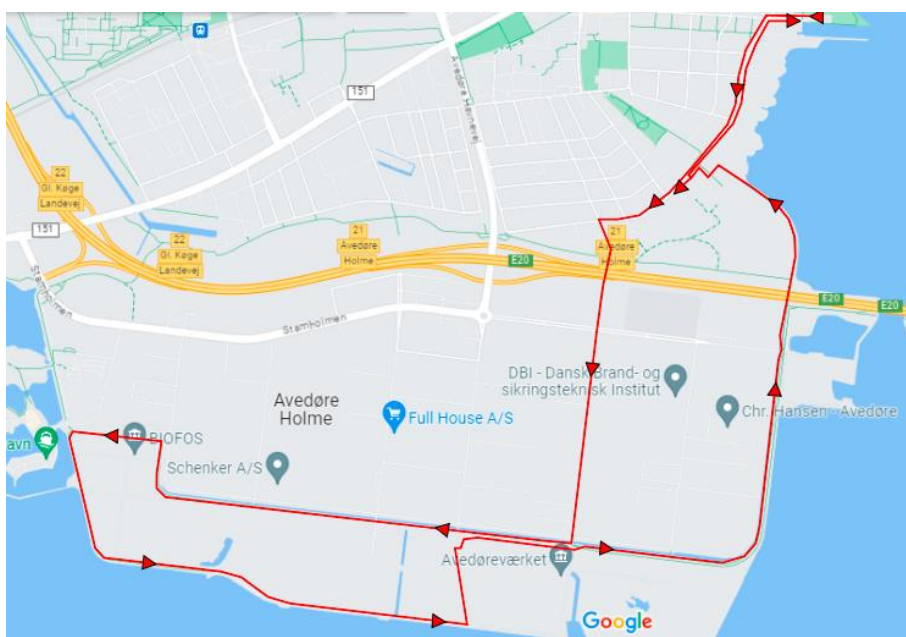 Avedøre Havnevej
151
22
Gl. Køge
Landevej
151
22
Gl. Køge
Landevej
21
Avedøre
Holme
E20
21
Avedøre
Holme
E20
E20
Stamholmen
Stamholmen
DBI - Dansk Brand- og
sikringsteknisk Institut
Avedøre
Holme
Full House A/S
Chr. Hansen - Avedøre
avn
BIOFOS
Schenker A/S
Avedøreværket
Google